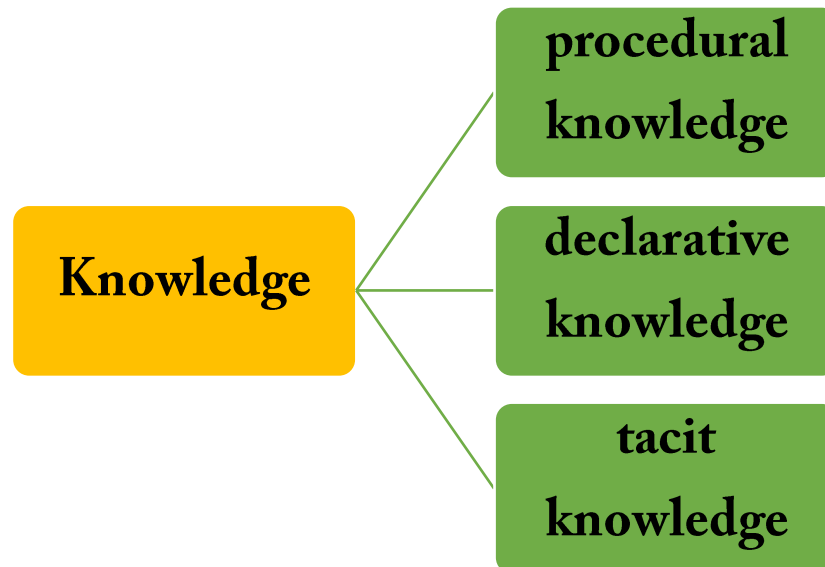 Knowledge
procedural
knowledge
declarative
knowledge
tacit
knowledge